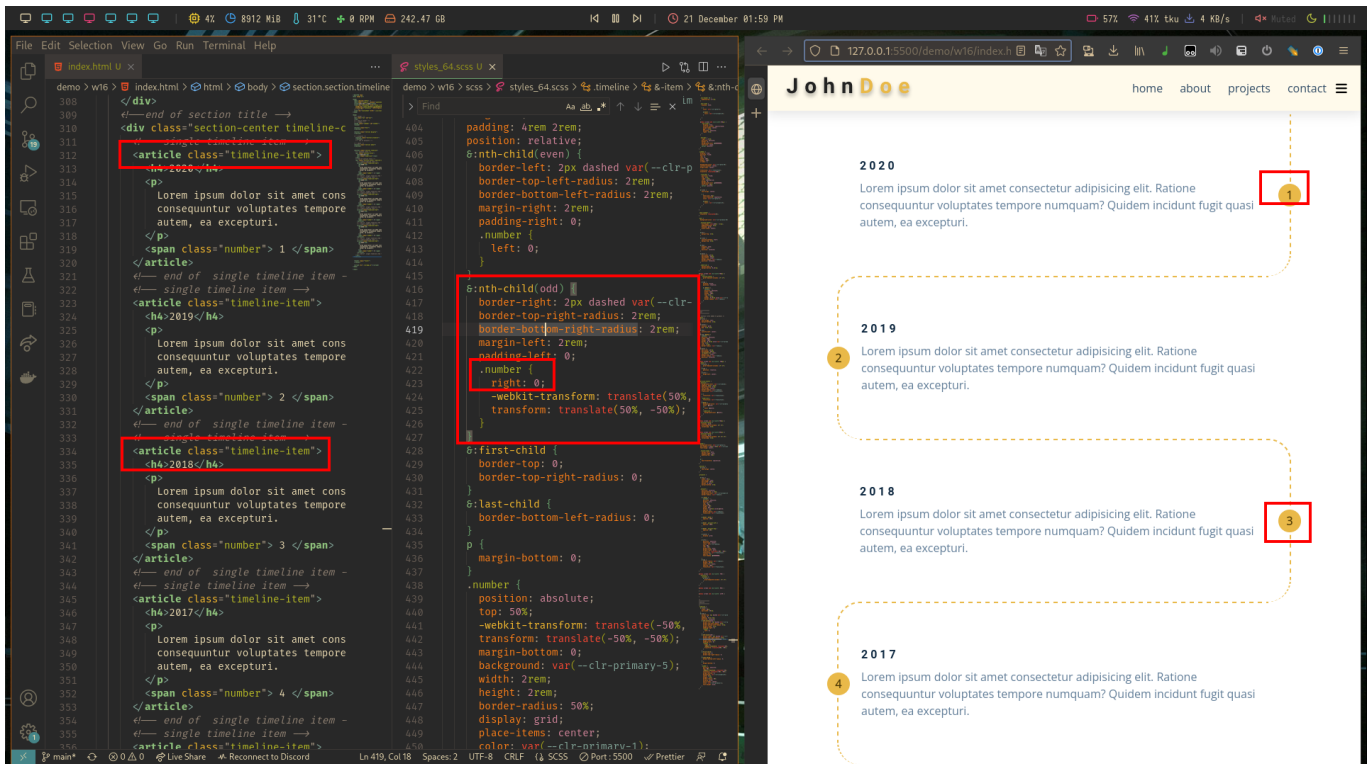 4%
8912 MiB
31°C
0 RPM
242.47 GB
21 December 01:59 PM
57%
41% tku
4 KB/s
Muted
File Edit Selection View Go Run Terminal Help
index.html U
demo > w16 > index.html > html > body > section.section.timeline
308 </div>
309 <!-- end of section title -->
310 <div class="section-center timeline-c
311 <!-- single timeline item -->
312 <article class="timeline-item">
313 <h4>2020</h4>
314 <p>
315 Lorem ipsum dolor sit amet cons
316 consequuntur voluptates tempore
317 autem, ea excepturi.
318 </p>
319 <span class="number"> 1 </span>
320 </article>
321 <!-- end of  single timeline item -
322 <!-- single timeline item -->
323 <article class="timeline-item">
324 <h4>2019</h4>
325 <p>
326 Lorem ipsum dolor sit amet cons
327 consequuntur voluptates tempore
328 autem, ea excepturi.
329 </p>
330 <span class="number"> 2 </span>
331 </article>
332 <!-- end of  single timeline item -
333 <!-- single timeline item -->
334 <article class="timeline-item">
335 <h4>2018</h4>
336 <p>
337 Lorem ipsum dolor sit amet cons
338 consequuntur voluptates tempore
339 autem, ea excepturi.
340 </p>
341 <span class="number"> 3 </span>
342 </article>
343 <!-- end of  single timeline item -
344 <!-- single timeline item -->
345 <article class="timeline-item">
346 <h4>2017</h4>
347 <p>
348 Lorem ipsum dolor sit amet cons
349 consequuntur voluptates tempore
350 autem, ea excepturi.
351 </p>
352 <span class="number"> 4 </span>
353 </article>
354 <!-- end of  single timeline item -
355 <!-- single timeline item -->
356 <article class="timeline-item">
styles_64.scss U
demo > w16 > scss > styles_64.scss > .timeline > &-item > &:nth-c
Find
404 padding: 4rem 2rem;
405 position: relative;
406 &:nth-child(even) {
407 border-left: 2px dashed var(--clr-p
408 border-top-left-radius: 2rem;
409 border-bottom-left-radius: 2rem;
410 margin-right: 2rem;
411 padding-right: 0;
412 .number {
413 left: 0;
414 }
415 }
416 &:nth-child(odd) {
417 border-right: 2px dashed var(--clr-
418 border-top-right-radius: 2rem;
419 border-bottom-right-radius: 2rem;
420 margin-left: 2rem;
421 padding-left: 0;
422 .number {
423 right: 0;
424 -webkit-transform: translate(50%,
425 transform: translate(50%, -50%);
426 }
427 }
428 &:first-child {
429 border-top: 0;
430 border-top-right-radius: 0;
431 }
432 &:last-child {
433 border-bottom-left-radius: 0;
434 }
435 p {
436 margin-bottom: 0;
437 }
438 .number {
439 position: absolute;
440 top: 50%;
441 -webkit-transform: translate(-50%,
442 transform: translate(-50%, -50%);
443 margin-bottom: 0;
444 background: var(--clr-primary-5);
445 width: 2rem;
446 height: 2rem;
447 border-radius: 50%;
448 display: grid;
449 place-items: center;
450 color: var(--clr-primary-1);
main*
0 0
Live Share
Reconnect to Discord
Ln 419, Col 18
Spaces: 2
UTF-8
CRLF
SCSS
Port : 5500
Prettier
127.0.0.1:5500/demo/w16/index.h
JohnDoe
home about projects contact
2020
Lorem ipsum dolor sit amet consectetur adipisicing elit. Ratione
consequuntur voluptates tempore numquam? Quidem incidunt fugit quasi
autem, ea excepturi.
1
2019
Lorem ipsum dolor sit amet consectetur adipisicing elit. Ratione
consequuntur voluptates tempore numquam? Quidem incidunt fugit quasi
autem, ea excepturi.
2
2018
Lorem ipsum dolor sit amet consectetur adipisicing elit. Ratione
consequuntur voluptates tempore numquam? Quidem incidunt fugit quasi
autem, ea excepturi.
3
2017
Lorem ipsum dolor sit amet consectetur adipisicing elit. Ratione
consequuntur voluptates tempore numquam? Quidem incidunt fugit quasi
autem, ea excepturi.
4